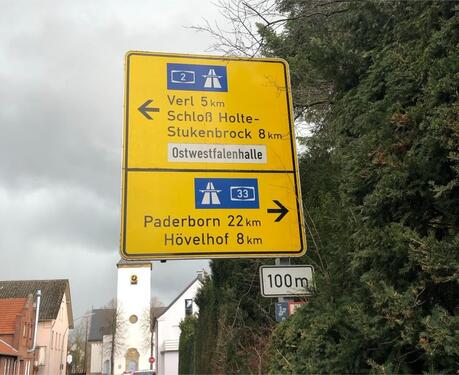 2
Verl 5 km
Schloß Holte-
Stukenbrock 8 km
Ostwestfalenhalle
33
Paderborn 22 km
Hövelhof 8 km
100 m